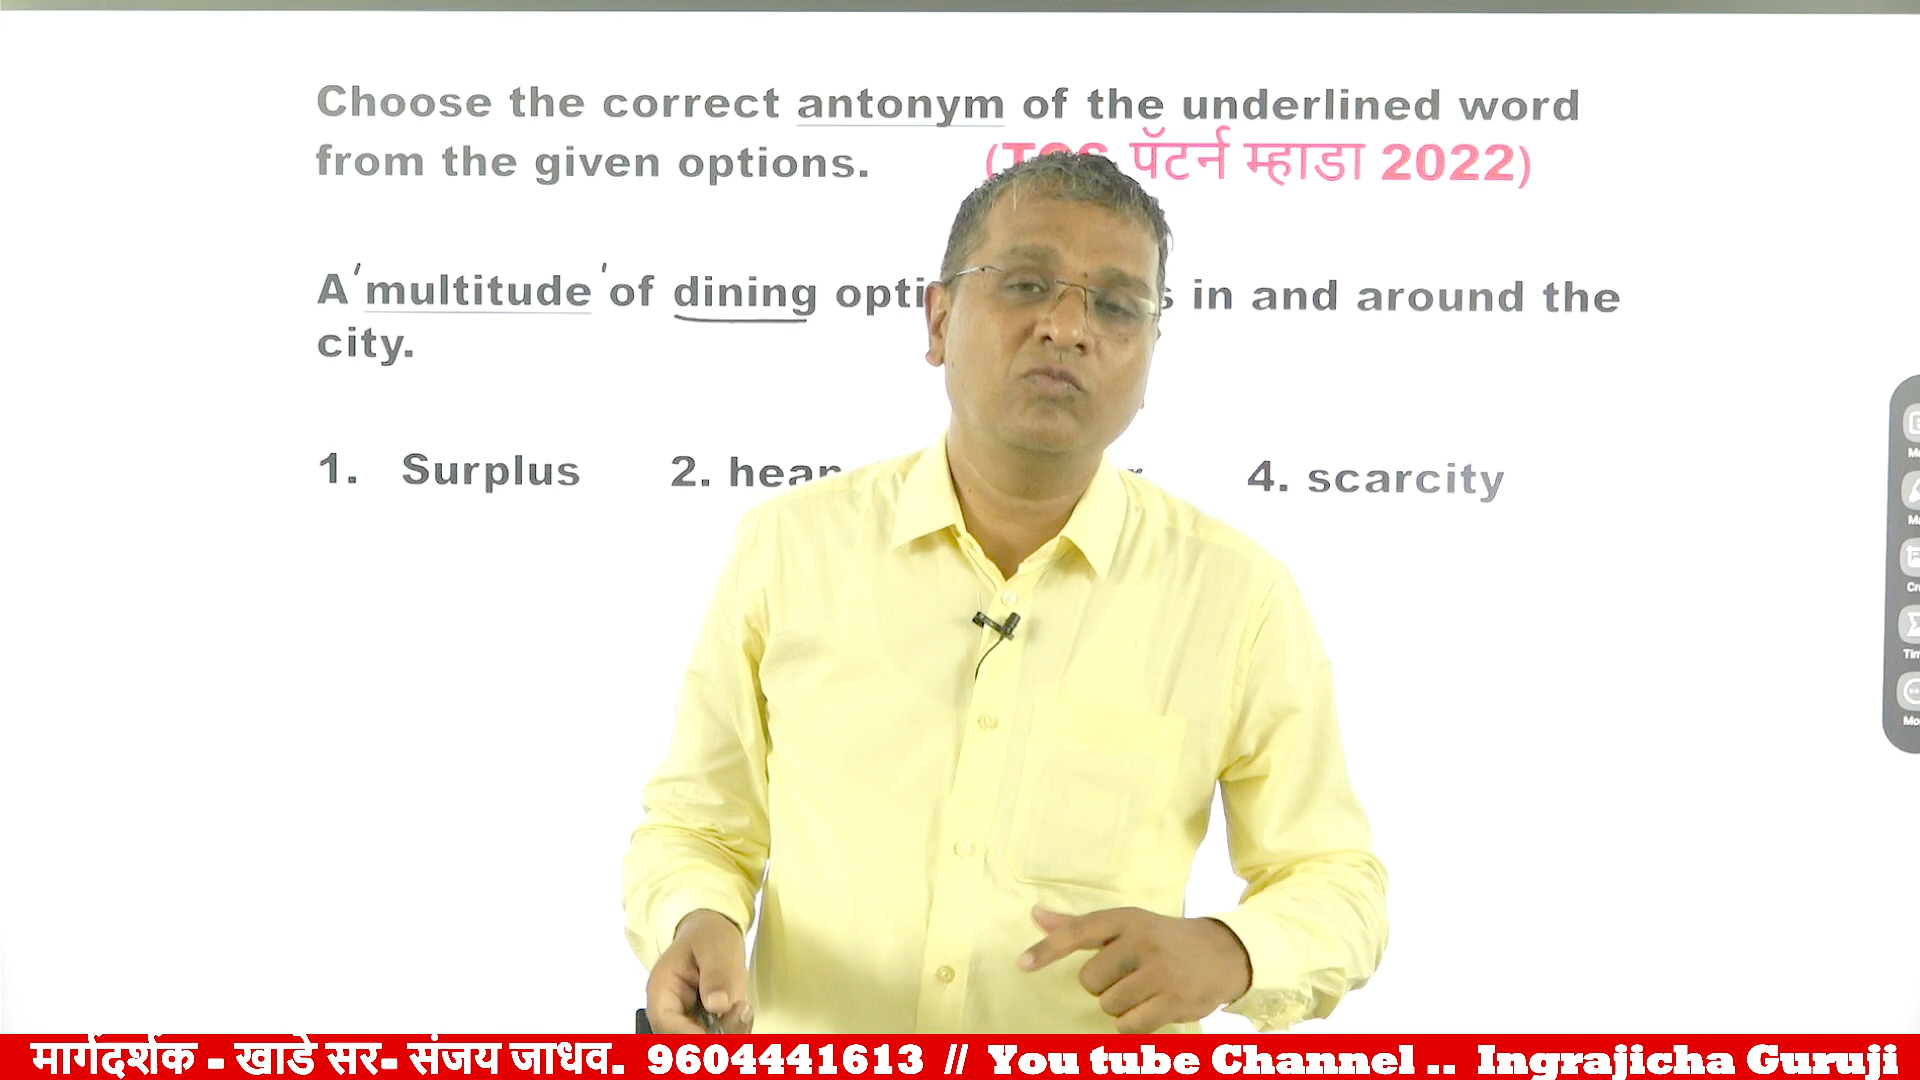 Choose the correct antonym of the underlined word
from the given options. पॅटर्न म्हाडा 2022)
A 'multitude' of dining in and around the
city.
1. Surplus 2. 4. scarcity
मार्गदर्शक - खाडे सर- संजय जाधव. 9604441613 // You tube Channel .. Ingrajicha Guruji